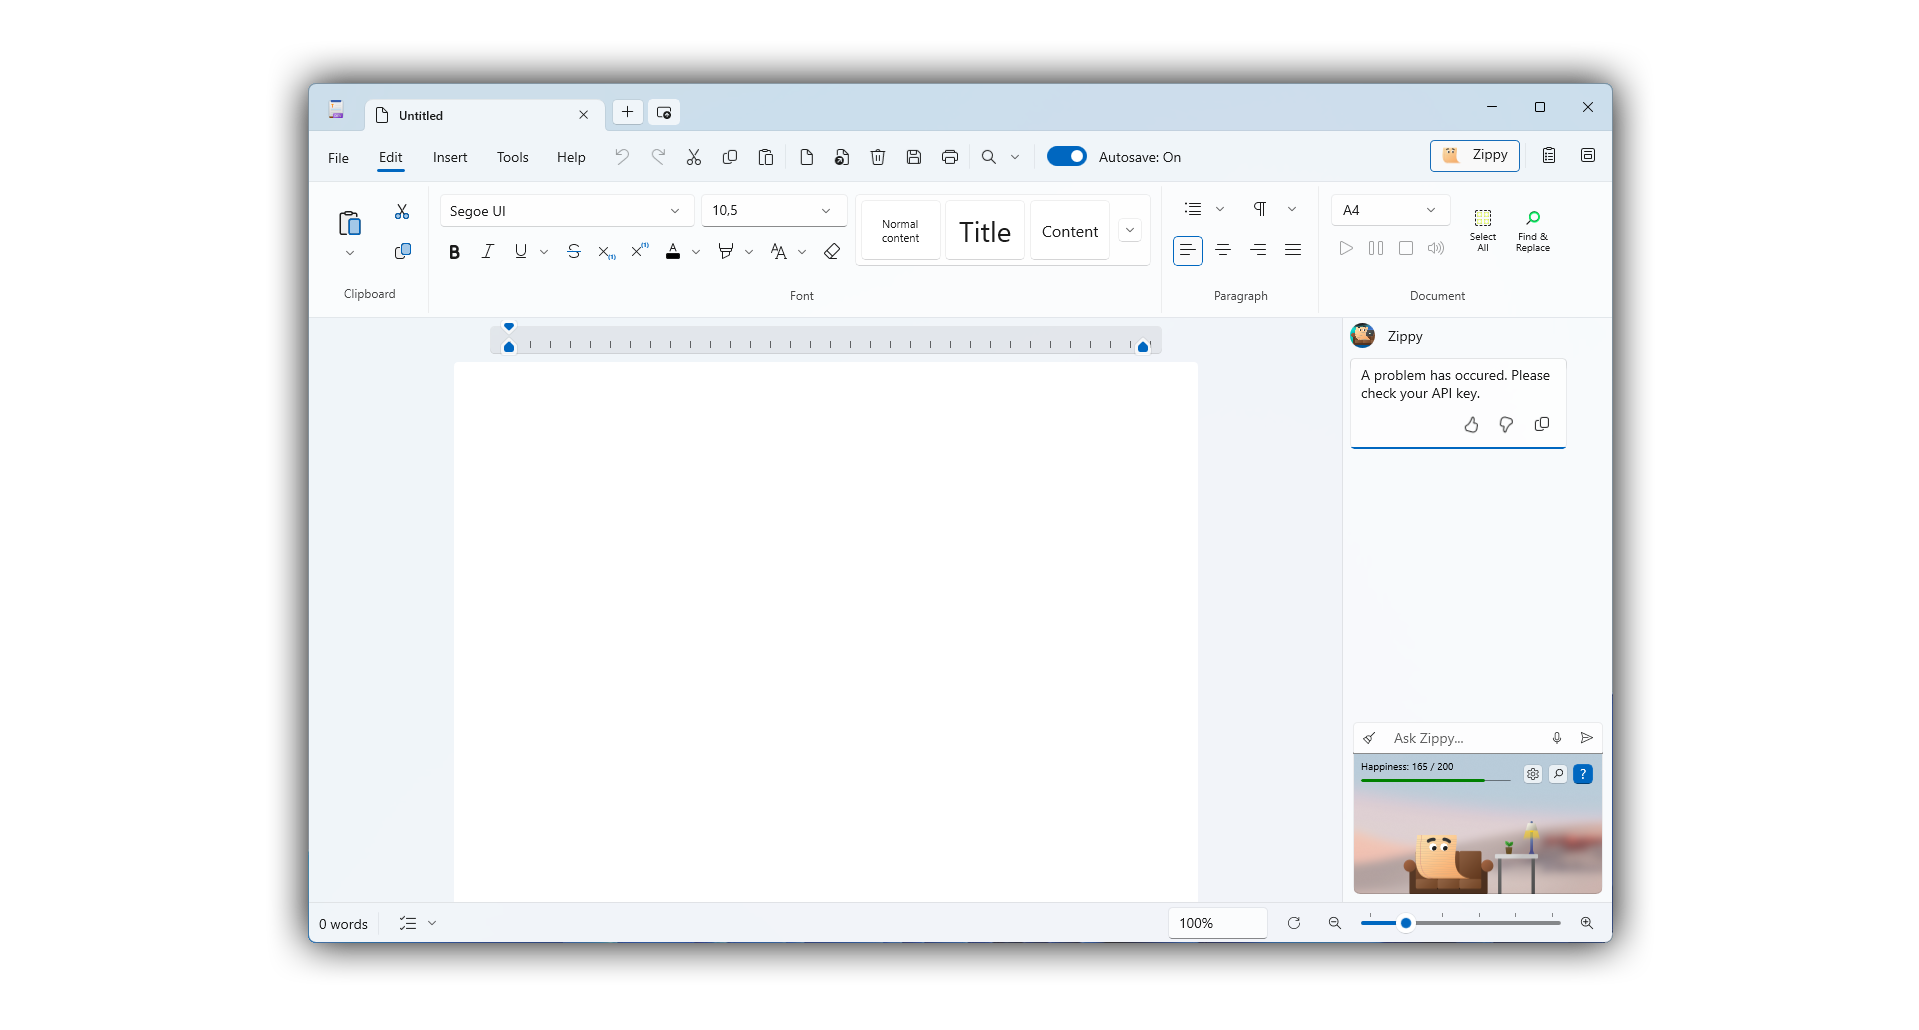 Untitled
File
Edit
Insert
Tools
Help
Autosave: On
Zippy
Segoe UI
10,5
Normal
content
Title
Content
A4
Select
All
Find &
Replace
Clipboard
Font
Paragraph
Document
Zippy
A problem has occured. Please
check your API key.
Ask Zippy...
Happiness: 165 / 200
?
0 words
100%